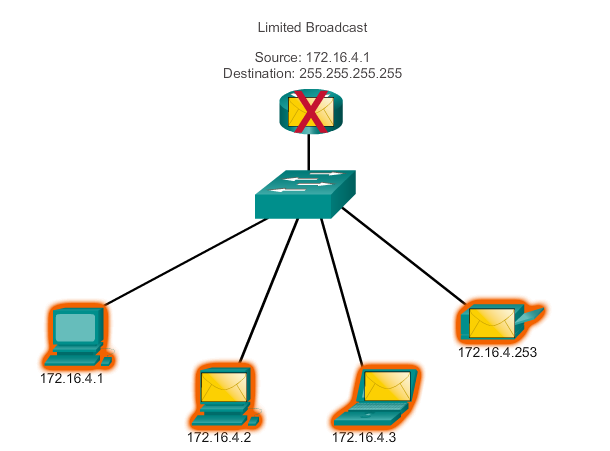 Limited Broadcast
Source: 172.16.4.1
Destination: 255.255.255.255
172.16.4.253
172.16.4.1
172.16.4.2
172.16.4.3